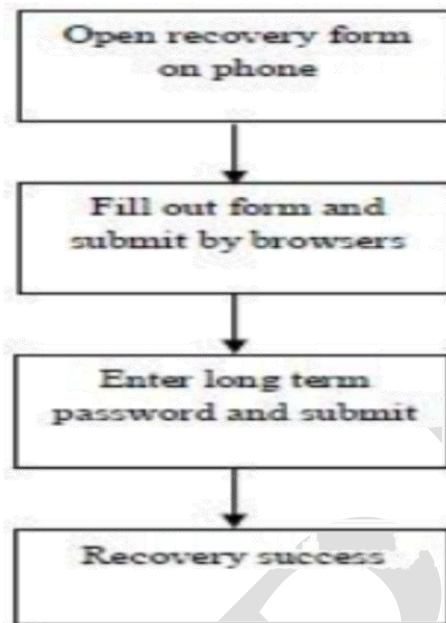 Open recovery form
on phone
Fill out form and
submit by browsers
Enter long term
password and submit
Recovery success